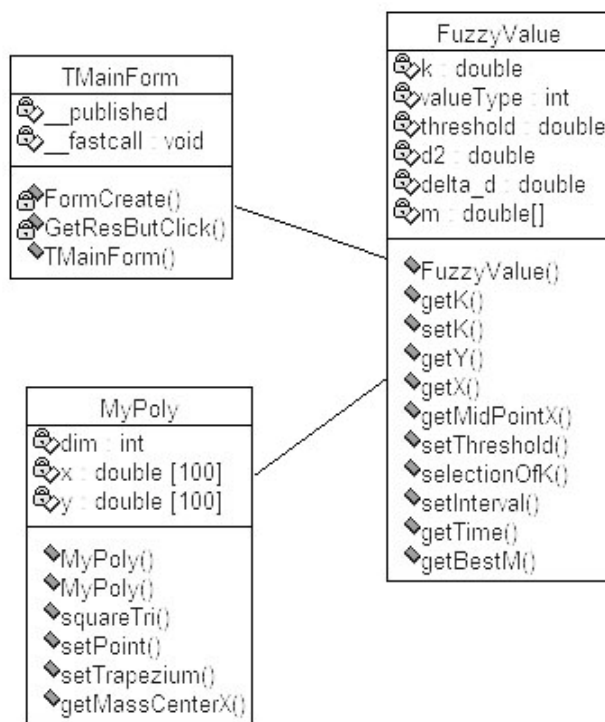 TMainForm
__published
__fastcall : void
FormCreate()
GetResButClick()
TMainForm()
FuzzyValue
k : double
valueType : int
threshold : double
d2 : double
delta_d : double
m : double[]
FuzzyValue()
getK()
setK()
getY()
getX()
getMidPointX()
setThreshold()
selectionOfK()
setInterval()
getTime()
getBestM()
MyPoly
dim : int
x : double [100]
y : double [100]
MyPoly()
MyPoly()
squareTri()
setPoint()
setTrapezium()
getMassCenterX()